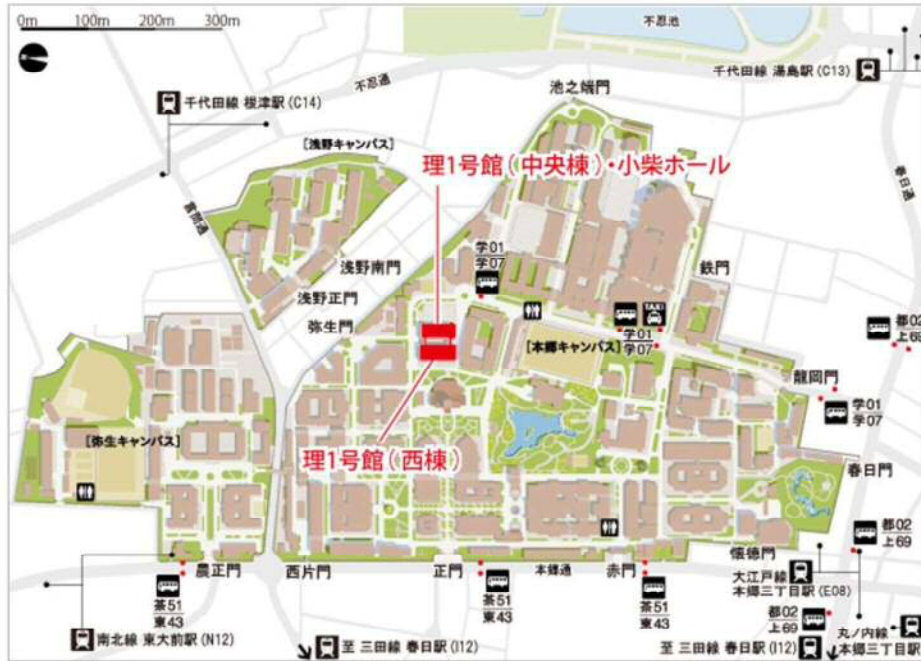 0m 100m 200m 300m
不忍池
千代田線 湯島駅(C13)
池之端門
不忍通
千代田線 根津駅(C14)
[浅野キャンパス]
理1号館(中央棟)・小柴ホール
春日通
言問通
学01
学07
浅野南門
鉄門
浅野正門
弥生門
TAXI
学01
学07
都02
上69
[本郷キャンパス]
龍岡門
学01
学07
[弥生キャンパス]
理1号館(西棟)
春日門
都02
上69
農正門
西片門
正門
本郷通
赤門
懐徳門
大江戸線
本郷三丁目駅(E08)
茶51
東43
茶51
東43
茶51
東43
都02
上69
丸ノ内線
本郷三丁目駅
南北線 東大前駅(N12)
至 三田線 春日駅(I12)
至 三田線 春日駅(I12)